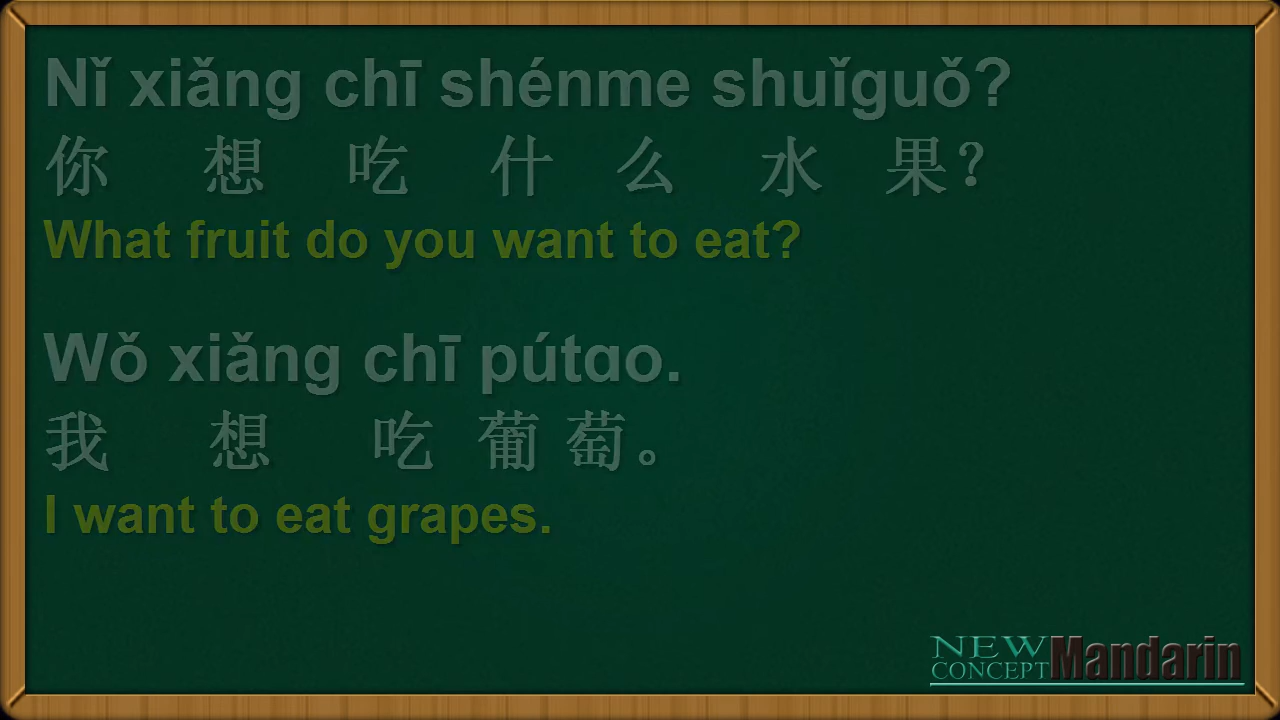 Nǐ xiǎng chī shénme shuǐguǒ?
你 想 吃 什 么 水 果？
What fruit do you want to eat?
Wǒ xiǎng chī pútɑo.
我 想 吃 葡 萄。
I want to eat grapes.
NEW CONCEPT Mandarin